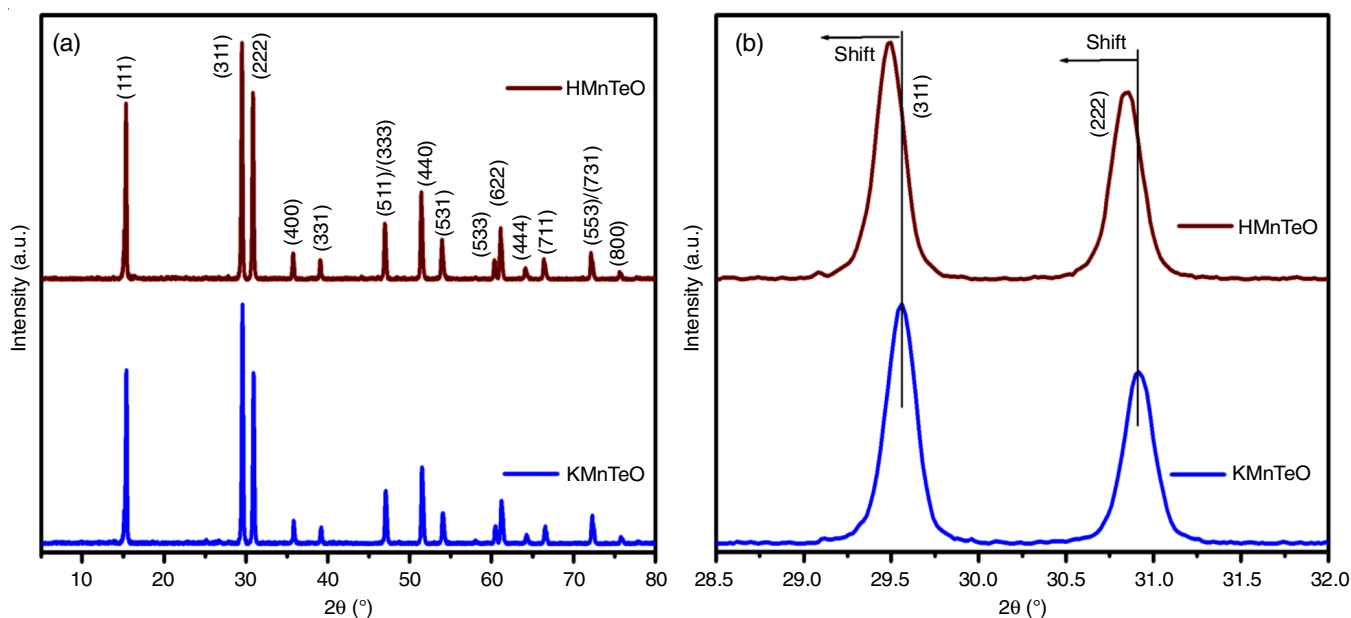 (a)
(111)
(311)
(222)
(400)
(331)
(511)/(333)
(440)
(531)
(533)
(622)
(444)
(711)
(553)/(731)
(800)
HMnTeO
KMnTeO
Intensity (a.u.)
Intensity (a.u.)
10 20 30 40 50 60 70 80
2θ (°)
(b)
Shift
(311)
Shift
(222)
HMnTeO
KMnTeO
Intensity (a.u.)
Intensity (a.u.)
28.5 29.0 29.5 30.0 30.5 31.0 31.5 32.0
2θ (°)